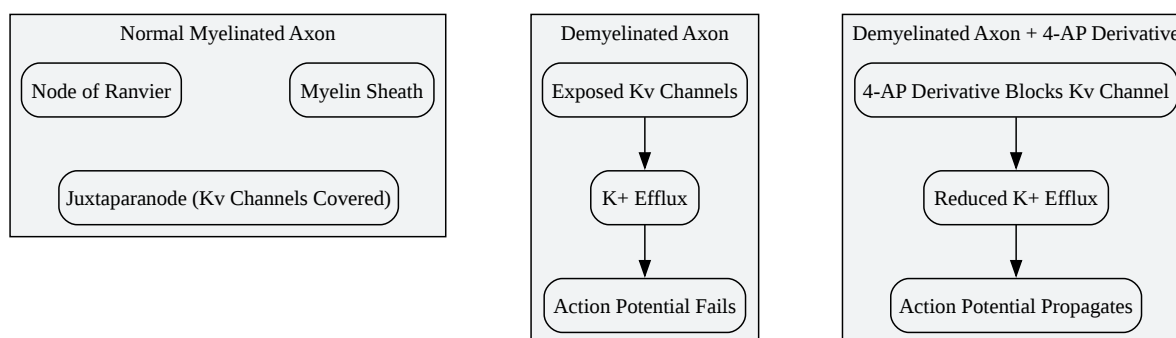 Normal Myelinated Axon
Node of Ranvier
Myelin Sheath
Juxtaparanode (Kv Channels Covered)
Demyelinated Axon
Exposed Kv Channels
K+ Efflux
Action Potential Fails
Demyelinated Axon + 4-AP Derivative
4-AP Derivative Blocks Kv Channel
Reduced K+ Efflux
Action Potential Propagates